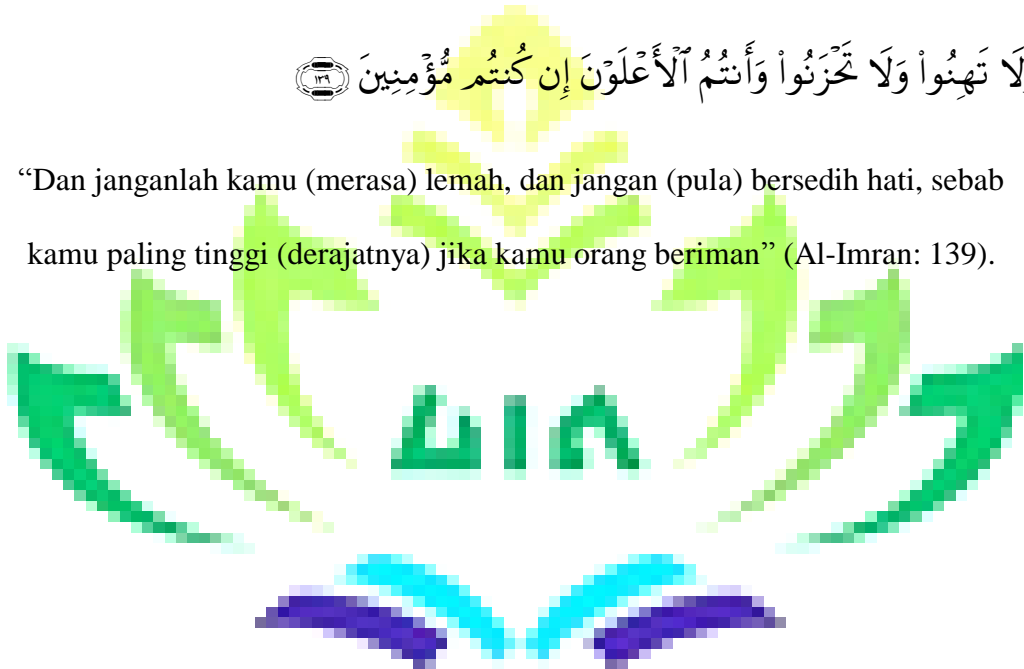 لَا تَهِنُوا۟ وَلَا تَحْزَنُوا۟ وَأَنتُمُ ٱلْأَعْلَوْنَ إِن كُنتُم مُّؤْمِنِينَ ١٣٩
“Dan janganlah kamu (merasa) lemah, dan jangan (pula) bersedih hati, sebab
kamu paling tinggi (derajatnya) jika kamu orang beriman” (Al-Imran: 139).
UIN